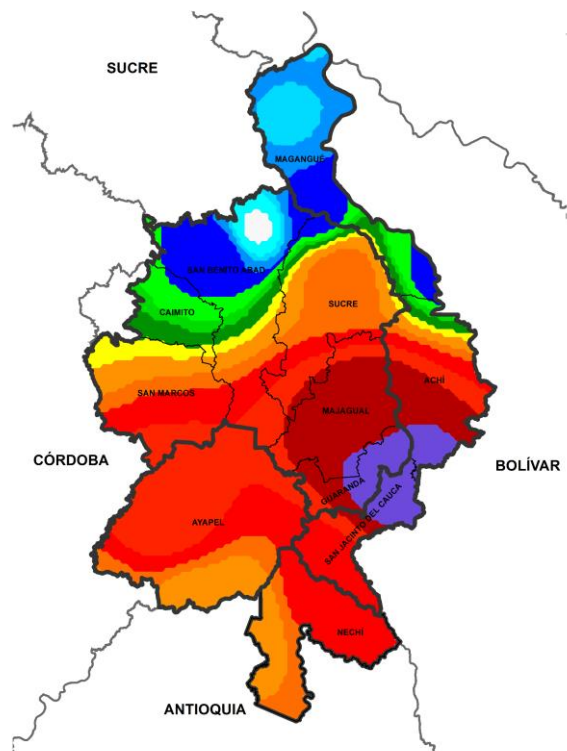 SUCRE
MAGANGUÉ
SAN BENITO ABAD
CAIMITO
SUCRE
ACHÍ
SAN MARCOS
MAJAGUAL
CÓRDOBA
BOLÍVAR
GUARANDA
SAN JACINTO DEL CAUCA
AYAPEL
NECHÍ
ANTIOQUIA